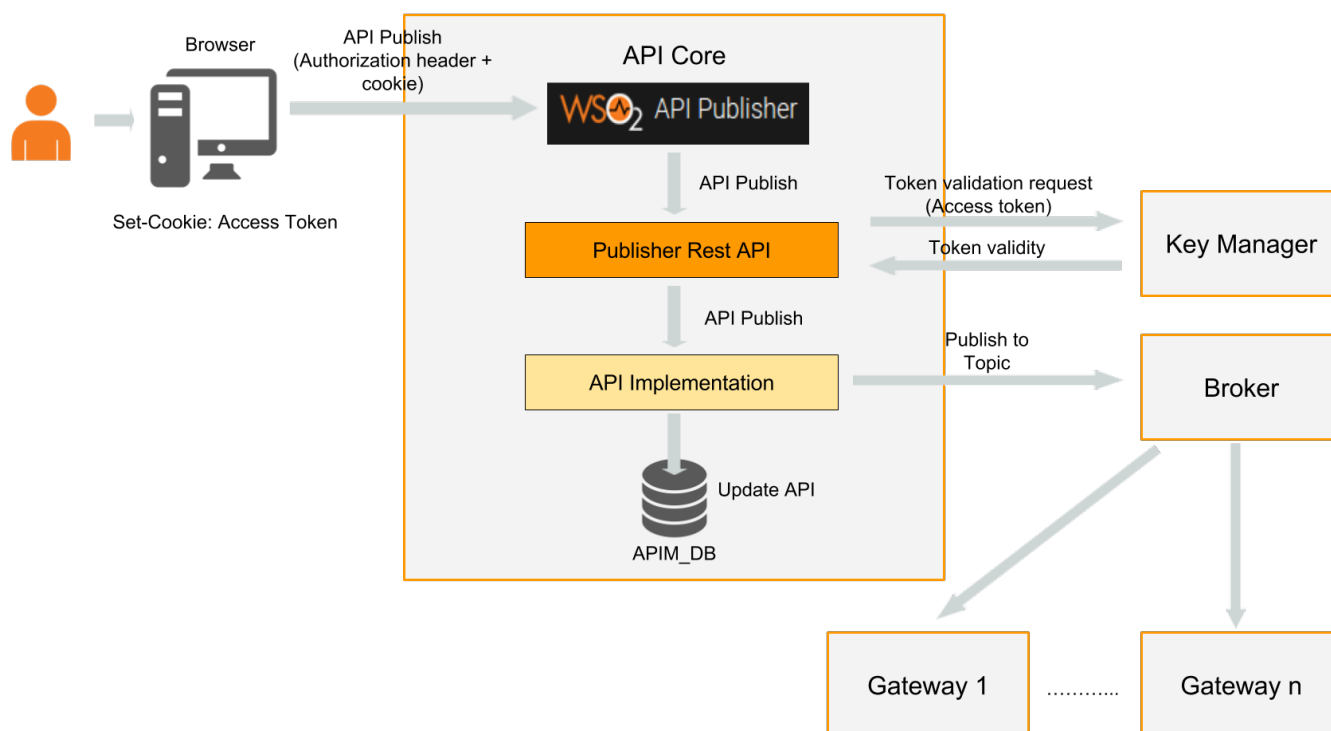 Browser
API Publish
(Authorization header +
cookie)
API Core
WSO2 API Publisher
Set-Cookie: Access Token
API Publish
Token validation request
(Access token)
Publisher Rest API
Token validity
Key Manager
API Publish
Publish to
Topic
API Implementation
Broker
Update API
APIM_DB
Gateway 1
...........
Gateway n